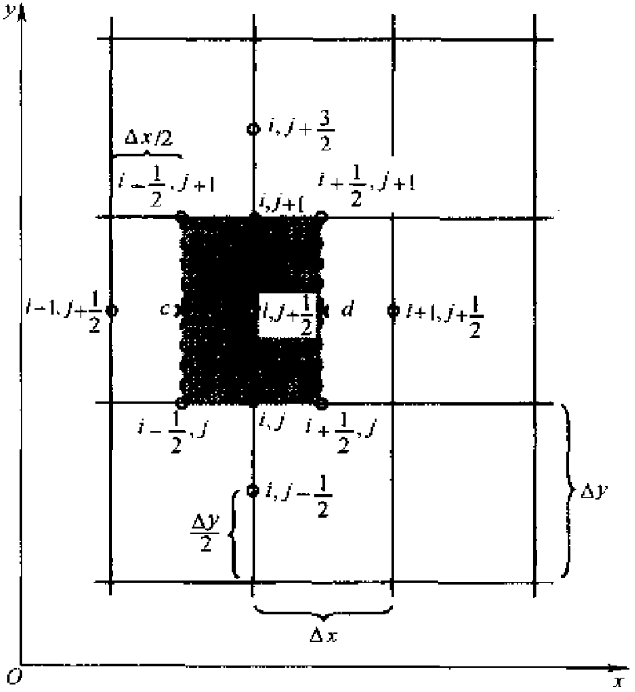 y
i, j+3/2
Δx/2
i−1/2, j+1
i,j+1
i+1/2, j+1
i−1, j+1/2
c
i,j+1/2
d
i+1, j+1/2
i−1/2, j
i,j
i+1/2, j
i, j−1/2
Δy/2
Δy
Δx
O
x